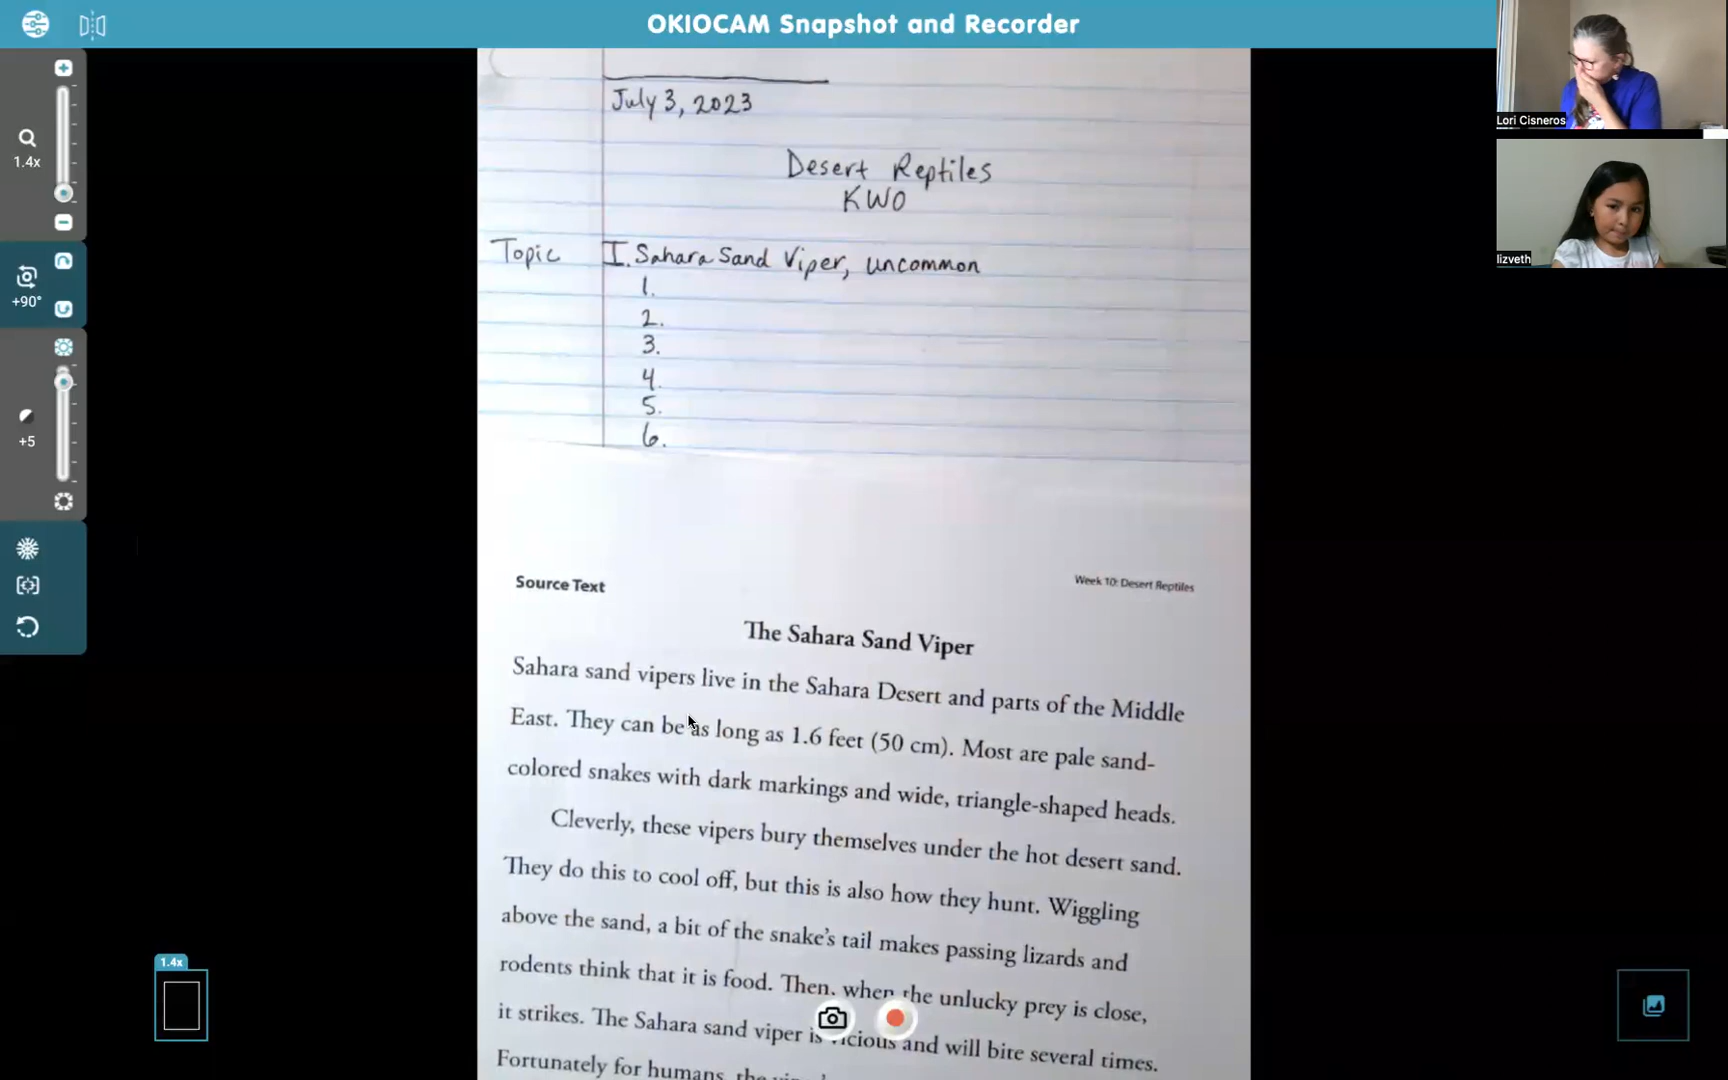 OKIOCAM Snapshot and Recorder
Lori Cisneros
lizveth
1.4x
+90°
+5
1.4x
July 3, 2023
Desert Reptiles
KWO
Topic I. Sahara Sand Viper, uncommon
1.
2.
3.
4.
5.
6.
Source Text
Week 10: Desert Reptiles
The Sahara Sand Viper
Sahara sand vipers live in the Sahara Desert and parts of the Middle
East. They can be as long as 1.6 feet (50 cm). Most are pale sand-
colored snakes with dark markings and wide, triangle-shaped heads.
Cleverly, these vipers bury themselves under the hot desert sand.
They do this to cool off, but this is also how they hunt. Wiggling
above the sand, a bit of the snake's tail makes passing lizards and
rodents think that it is food. Then, when the unlucky prey is close,
it strikes. The Sahara sand viper is vicious and will bite several times.
Fortunately for humans, the